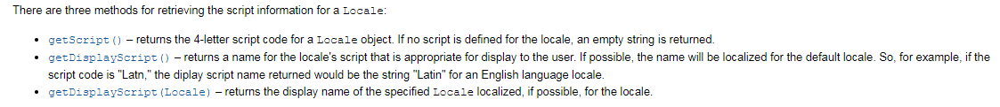 There are three methods for retrieving the script information for a Locale:
• getScript() – returns the 4-letter script code for a Locale object. If no script is defined for the locale, an empty string is returned.
• getDisplayScript() – returns a name for the locale's script that is appropriate for display to the user. If possible, the name will be localized for the default locale. So, for example, if the
script code is "Latn," the diplay script name returned would be the string "Latin" for an English language locale.
• getDisplayScript(Locale) – returns the display name of the specified Locale localized, if possible, for the locale.